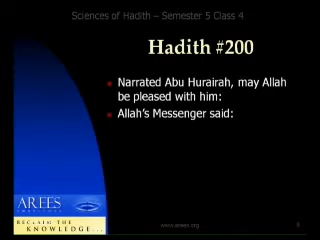 Sciences of Hadith – Semester 5 Class 4
Hadith #200
Narrated Abu Hurairah, may Allah
be pleased with him:
Allah's Messenger said:
AREES
RECLAIM THE
KNOWLEDGE...
www.arees.org